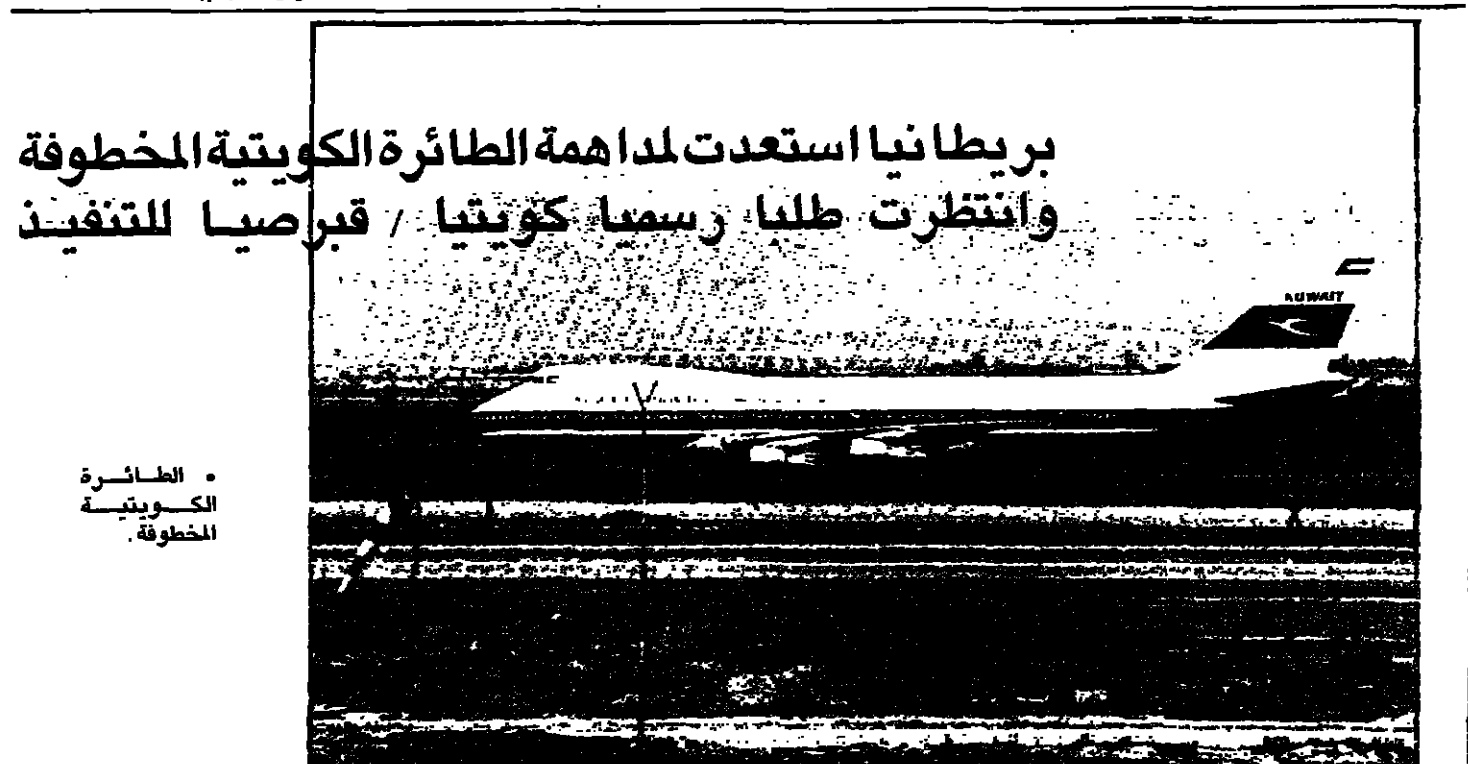 بريطانيا استعدت لمداهمة الطائرة الكويتية المخطوفة
وانتظرت طلبا رسميا كويتيا / قبرصيا للتنفيذ
KUWAIT
• الطائرة
الكويتية
المخطوفة.